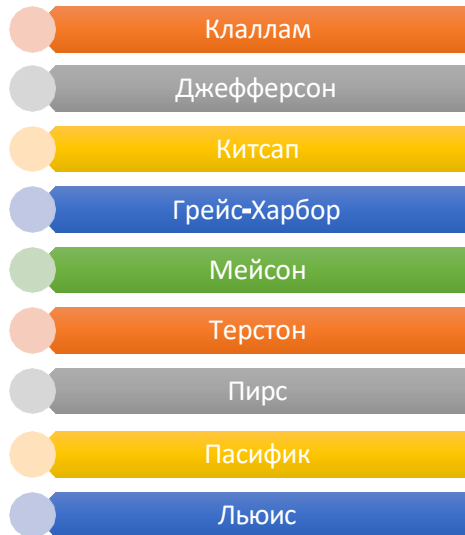 Клаллам
Джефферсон
Китсап
Грейс-Харбор
Мейсон
Терстон
Пирс
Пасифик
Льюис